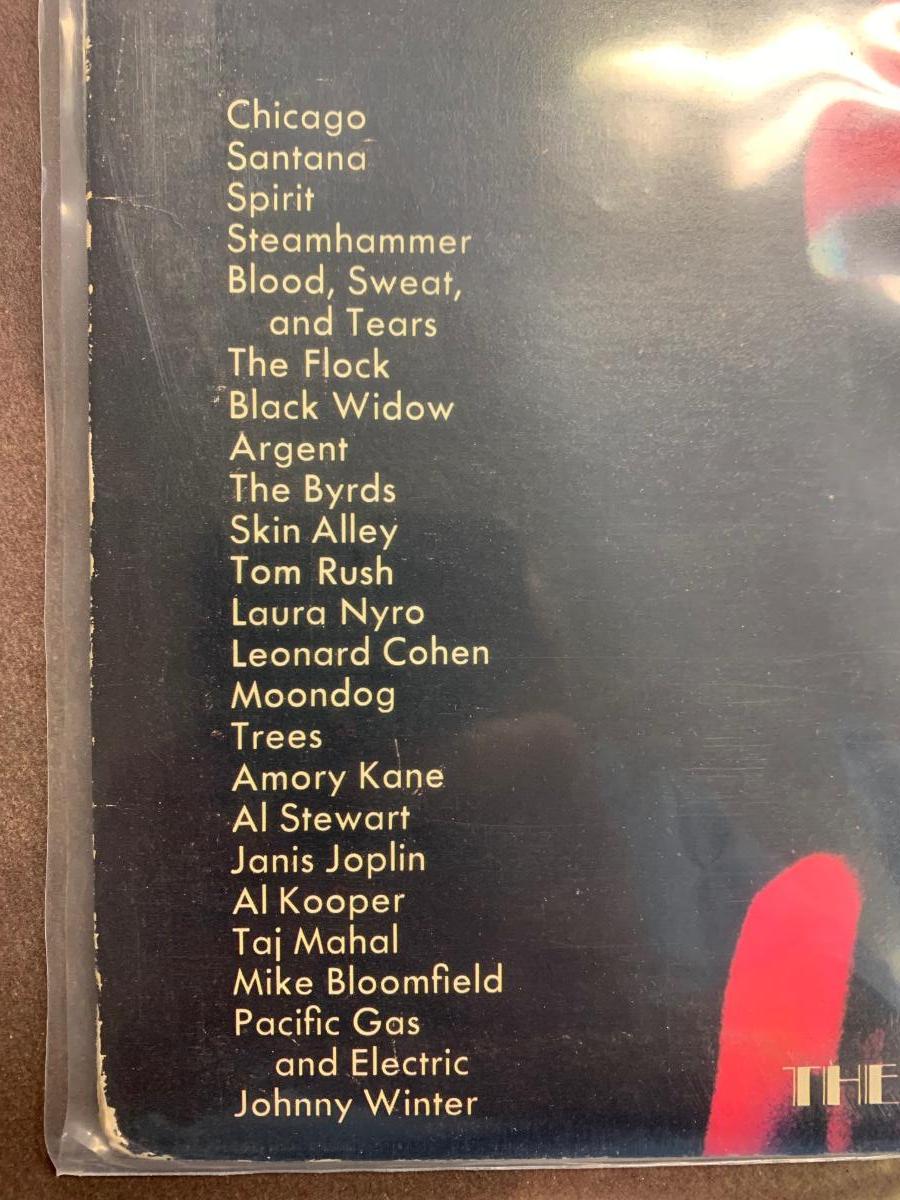 Chicago
Santana
Spirit
Steamhammer
Blood, Sweat,
and Tears
The Flock
Black Widow
Argent
The Byrds
Skin Alley
Tom Rush
Laura Nyro
Leonard Cohen
Moondog
Trees
Amory Kane
Al Stewart
Janis Joplin
Al Kooper
Taj Mahal
Mike Bloomfield
Pacific Gas
and Electric
Johnny Winter
THE